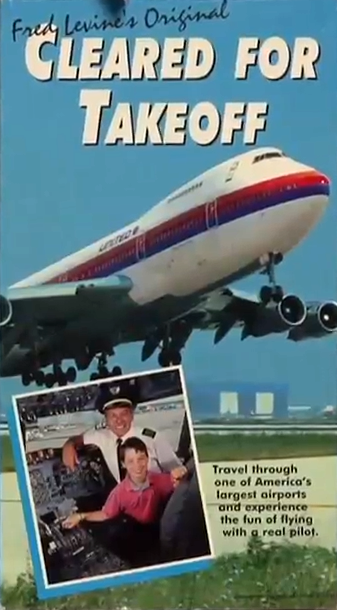 Fred Levine's Original
CLEARED FOR
TAKEOFF
UNITED
Travel through
one of America's
largest airports
and experience
the fun of flying
with a real pilot.